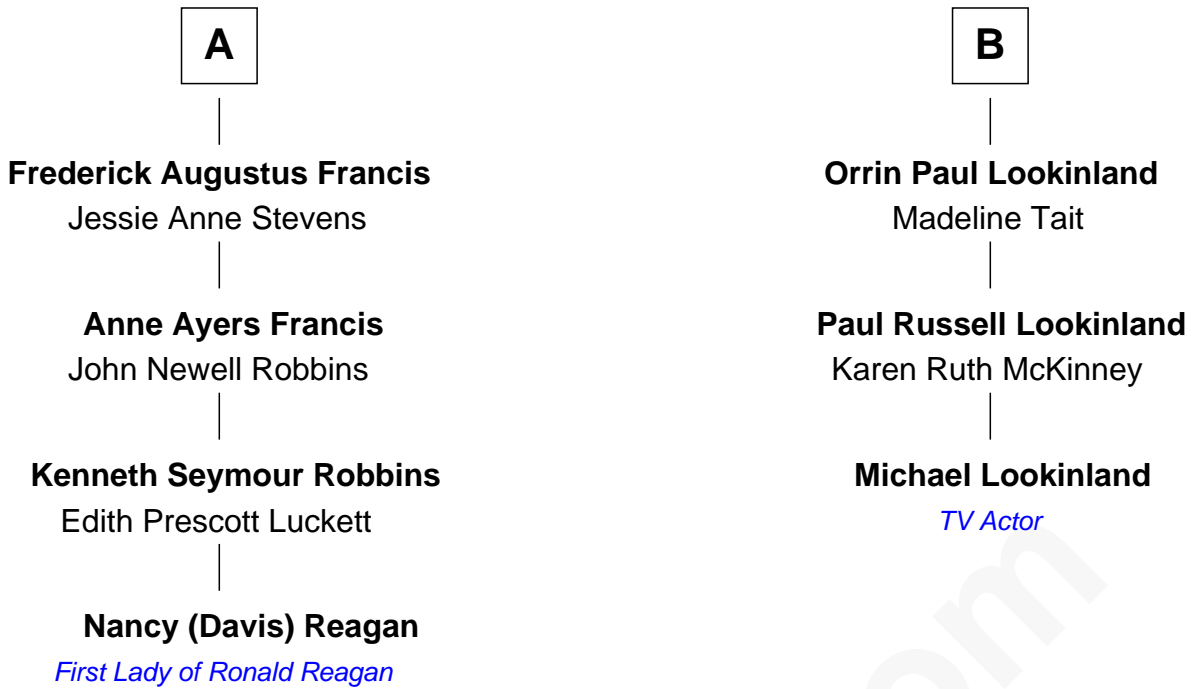 A
Frederick Augustus Francis
Jessie Anne Stevens
Anne Ayers Francis
John Newell Robbins
Kenneth Seymour Robbins
Edith Prescott Luckett
Nancy (Davis) Reagan
First Lady of Ronald Reagan
B
Orrin Paul Lookinland
Madeline Tait
Paul Russell Lookinland
Karen Ruth McKinney
Michael Lookinland
TV Actor
om